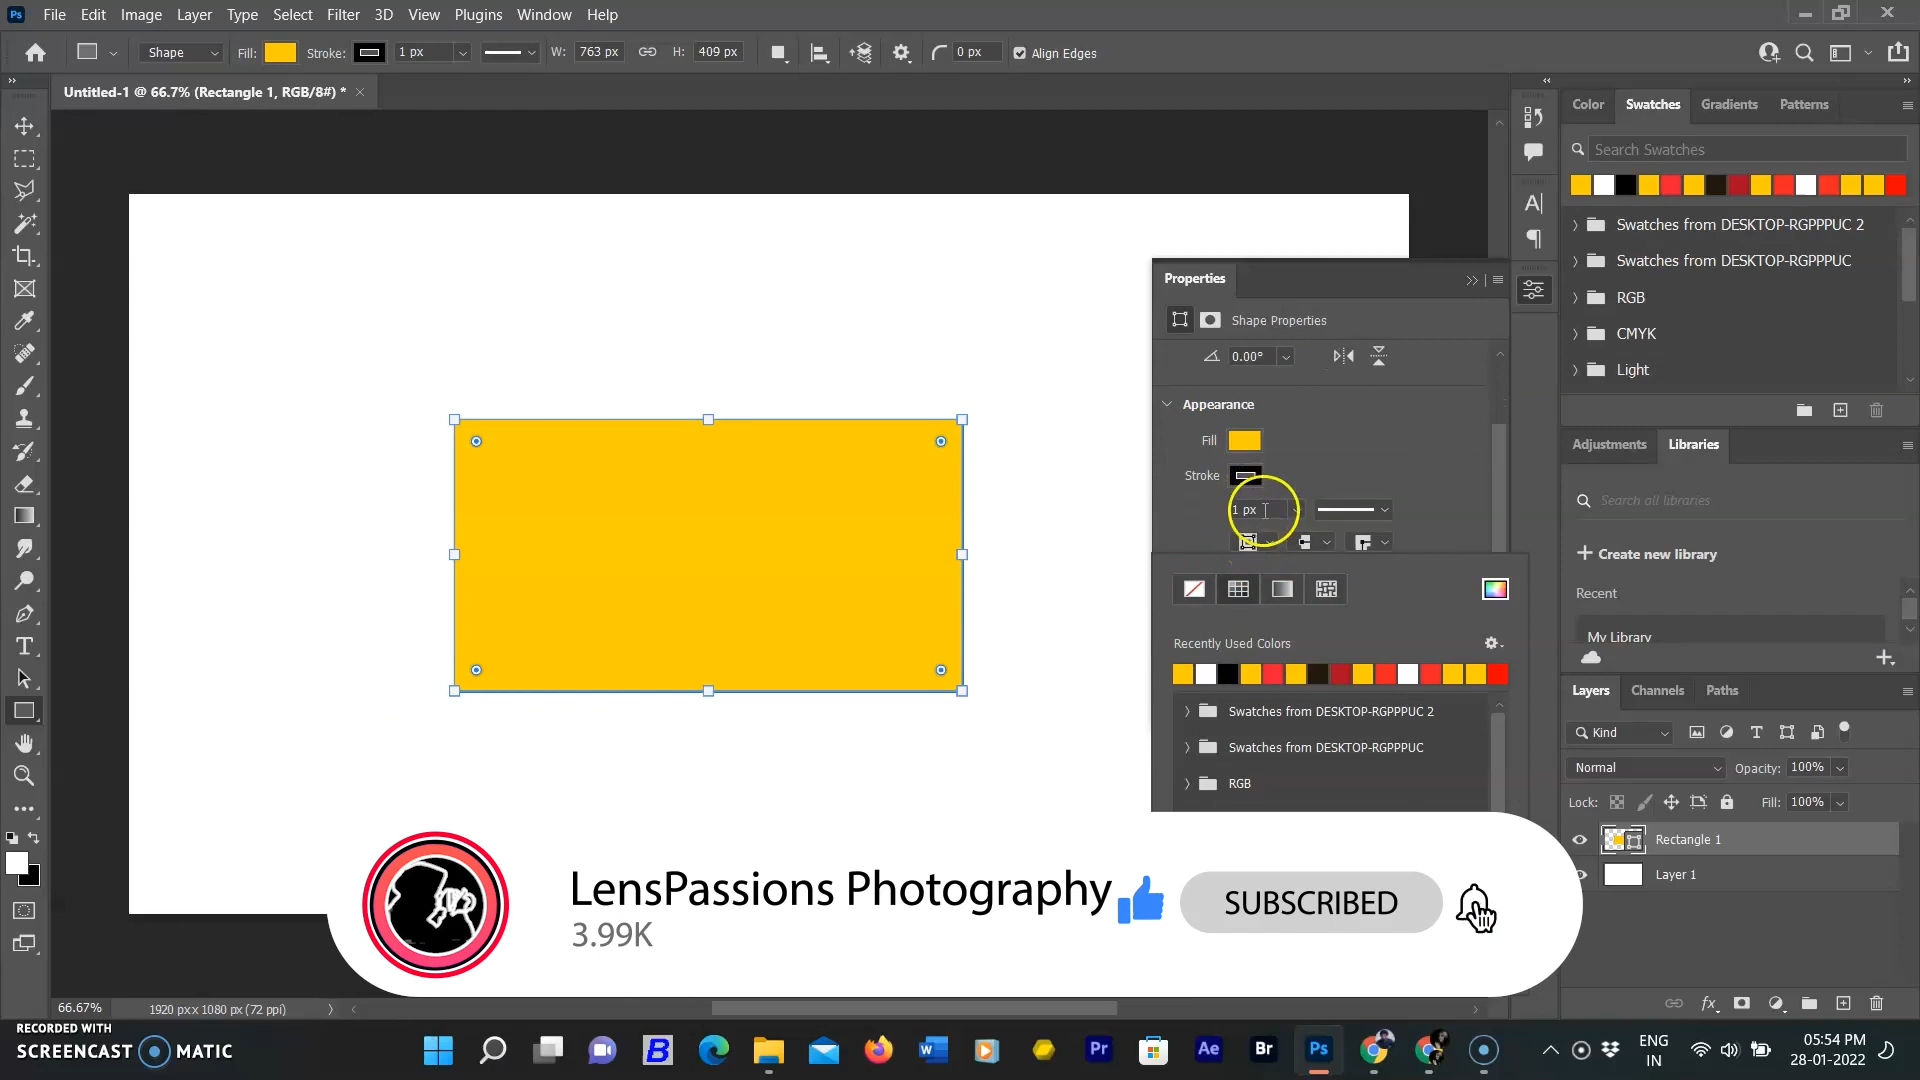 Ps File Edit Image Layer Type Select Filter 3D View Plugins Window Help
Shape Fill: Stroke: 1 px W: 763 px H: 409 px 0 px Align Edges
Untitled-1 @ 66.7% (Rectangle 1, RGB/8#) *
Color Swatches Gradients Patterns
Search Swatches
Swatches from DESKTOP-RGPPPUC 2
Swatches from DESKTOP-RGPPPUC
RGB
CMYK
Light
Properties
Shape Properties
0.00°
Appearance
Fill
Stroke
1 px
Recently Used Colors
Swatches from DESKTOP-RGPPPUC 2
Swatches from DESKTOP-RGPPPUC
RGB
Adjustments Libraries
Search all libraries
Create new library
Recent
My Library
Layers Channels Paths
Kind
Normal Opacity: 100%
Lock: Fill: 100%
Rectangle 1
Layer 1
LensPassions Photography
3.99K
SUBSCRIBED
66.67% 1920 px x 1080 px (72 ppi)
RECORDED WITH
SCREENCAST MATIC
B Pr Ae Br Ps
ENG
IN
05:54 PM
28-01-2022